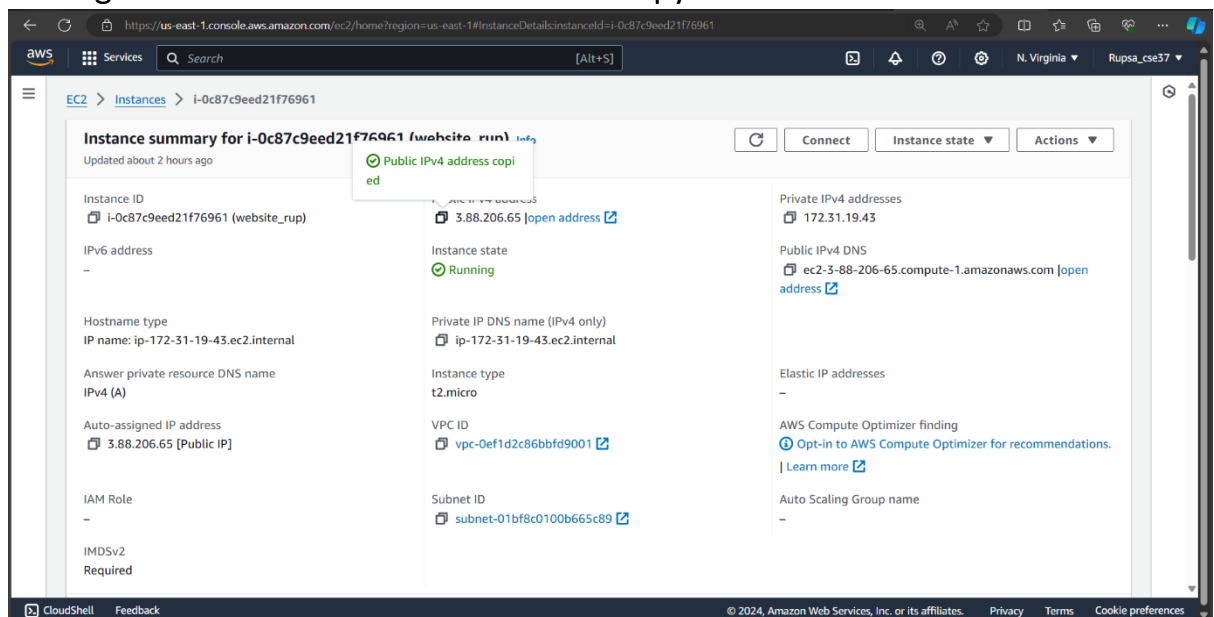 https://us-east-1.console.aws.amazon.com/ec2/home?region=us-east-1#InstanceDetails:instanceId=i-0c87c9eed21f76961
aws Services Search [Alt+S] N. Virginia ▼ Rupsa_cse37 ▼
EC2 > Instances > i-0c87c9eed21f76961
Instance summary for i-0c87c9eed21f76961 (website_rup) Info
Connect Instance state ▼ Actions ▼
Updated about 2 hours ago
Public IPv4 address copi
ed
Instance ID
i-0c87c9eed21f76961 (website_rup)
Public IPv4 address
3.88.206.65 |open address
Private IPv4 addresses
172.31.19.43
IPv6 address
–
Instance state
Running
Public IPv4 DNS
ec2-3-88-206-65.compute-1.amazonaws.com |open
address
Hostname type
IP name: ip-172-31-19-43.ec2.internal
Private IP DNS name (IPv4 only)
ip-172-31-19-43.ec2.internal
Answer private resource DNS name
IPv4 (A)
Instance type
t2.micro
Elastic IP addresses
–
Auto-assigned IP address
3.88.206.65 [Public IP]
VPC ID
vpc-0ef1d2c86bbfd9001
AWS Compute Optimizer finding
Opt-in to AWS Compute Optimizer for recommendations.
| Learn more
IAM Role
–
Subnet ID
subnet-01bf8c0100b665c89
Auto Scaling Group name
–
IMDSv2
Required
CloudShell Feedback © 2024, Amazon Web Services, Inc. or its affiliates. Privacy Terms Cookie preferences